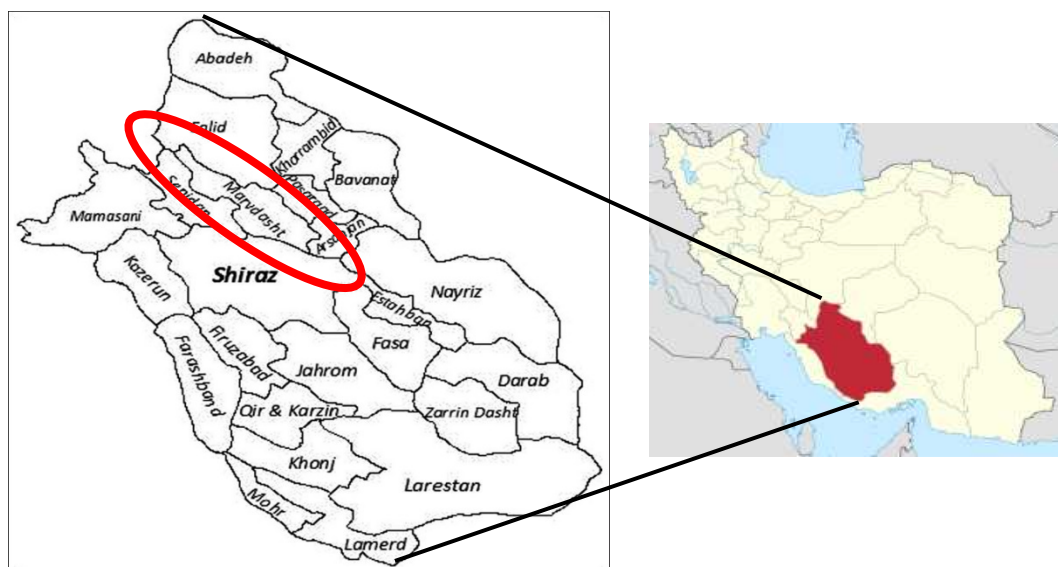 Abadeh
Eqlid
Khorrambid
Bavanat
Pasargad
Sepidan
Marvdasht
Mamasani
Arsanjan
Shiraz
Kazerun
Nayriz
Estahban
Fasa
Firuzabad
Farashband
Jahrom
Darab
Qir & Karzin
Zarrin Dasht
Khonj
Larestan
Mohr
Lamerd